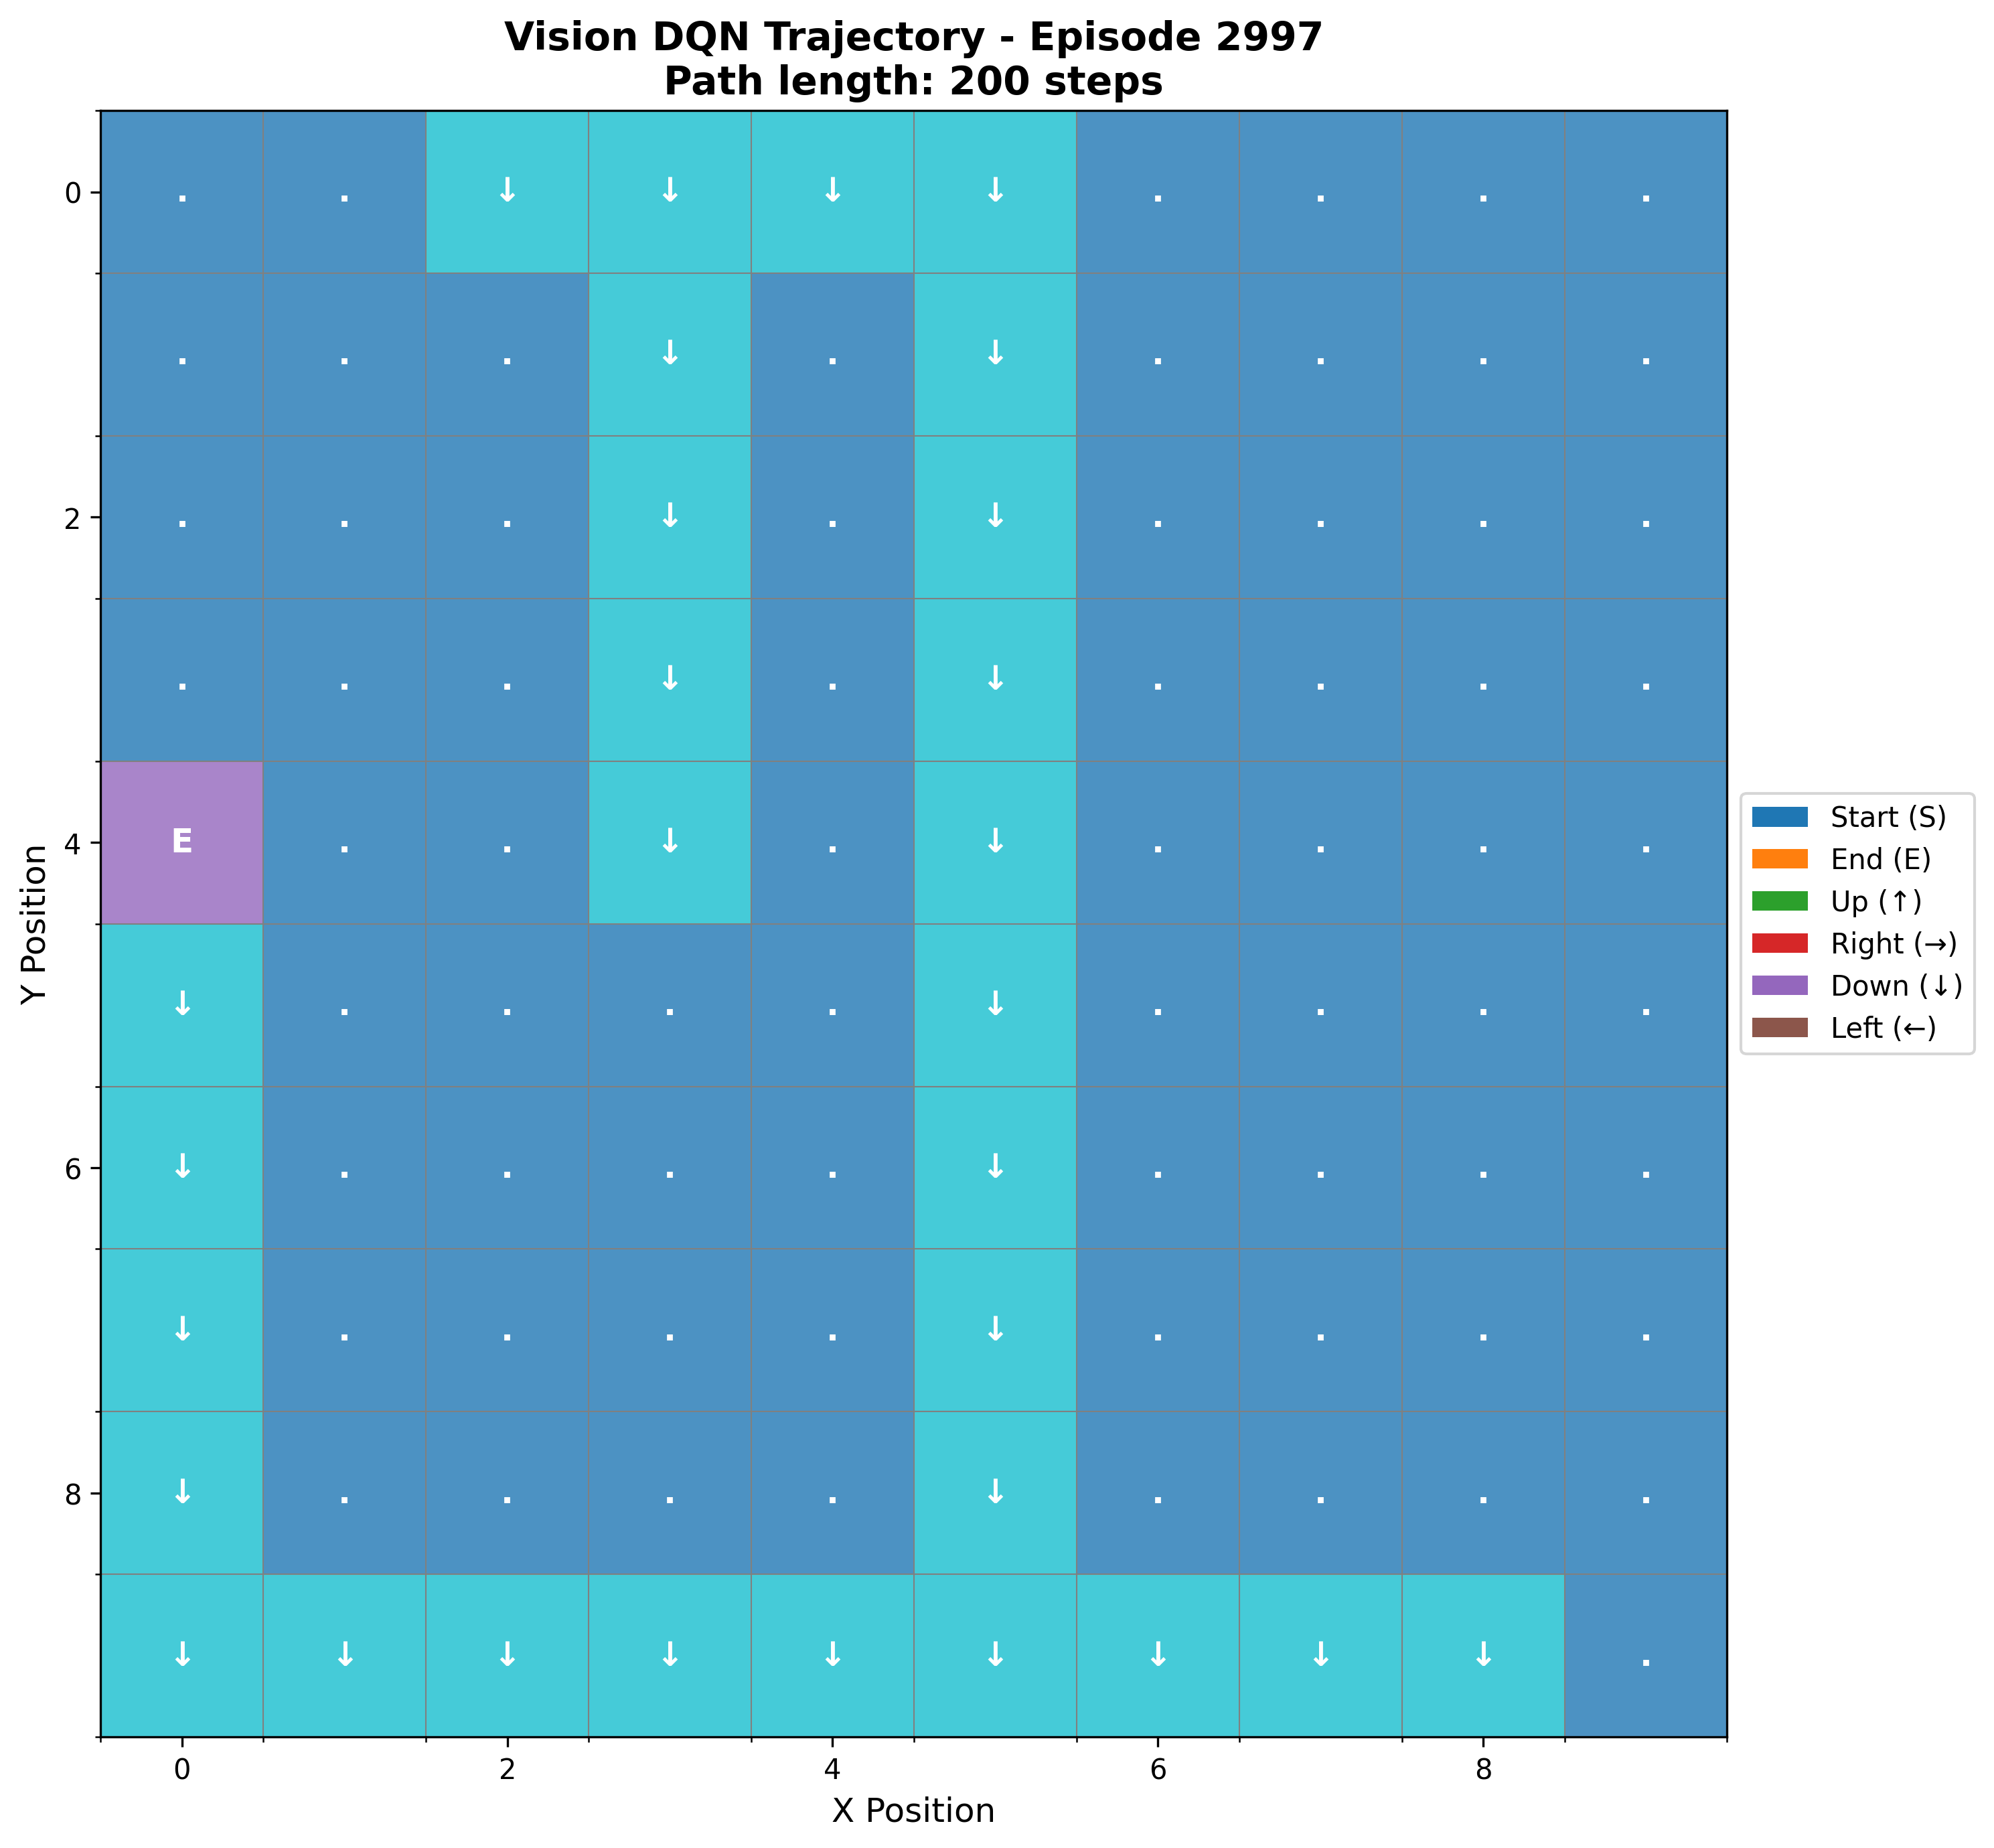 Vision DQN Trajectory - Episode 2997
Path length: 200 steps
0 . . ↓ ↓ ↓ ↓ . . . .
. . . ↓ . ↓ . . . .
2 . . . ↓ . ↓ . . . .
. . . ↓ . ↓ . . . .
4 E . . ↓ . ↓ . . . .
↓ . . . . ↓ . . . .
6 ↓ . . . . ↓ . . . .
↓ . . . . ↓ . . . .
8 ↓ . . . . ↓ . . . .
↓ ↓ ↓ ↓ ↓ ↓ ↓ ↓ ↓ .
0 2 4 6 8
X Position
Y Position
Start (S)
End (E)
Up (↑)
Right (→)
Down (↓)
Left (←)